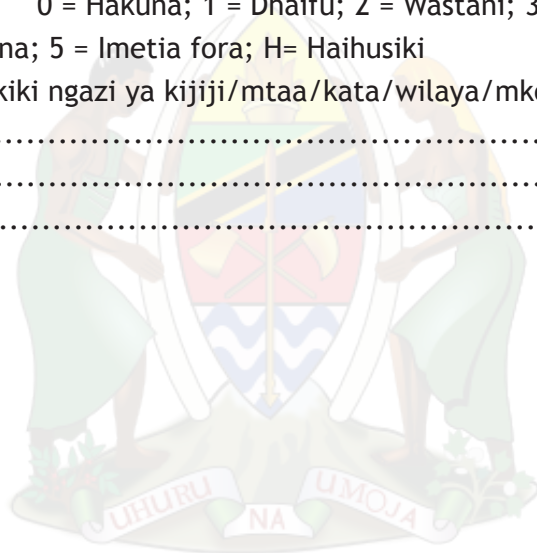 0 = Hakuna; 1 = Dhaifu; 2 = Wastani; 3
na; 5 = Imetia fora; H= Haihusiki
kiki ngazi ya kijiji/mtaa/kata/wilaya/mko
..........................................................
..........................................................
..........................................................
UHURU NA UMOJA